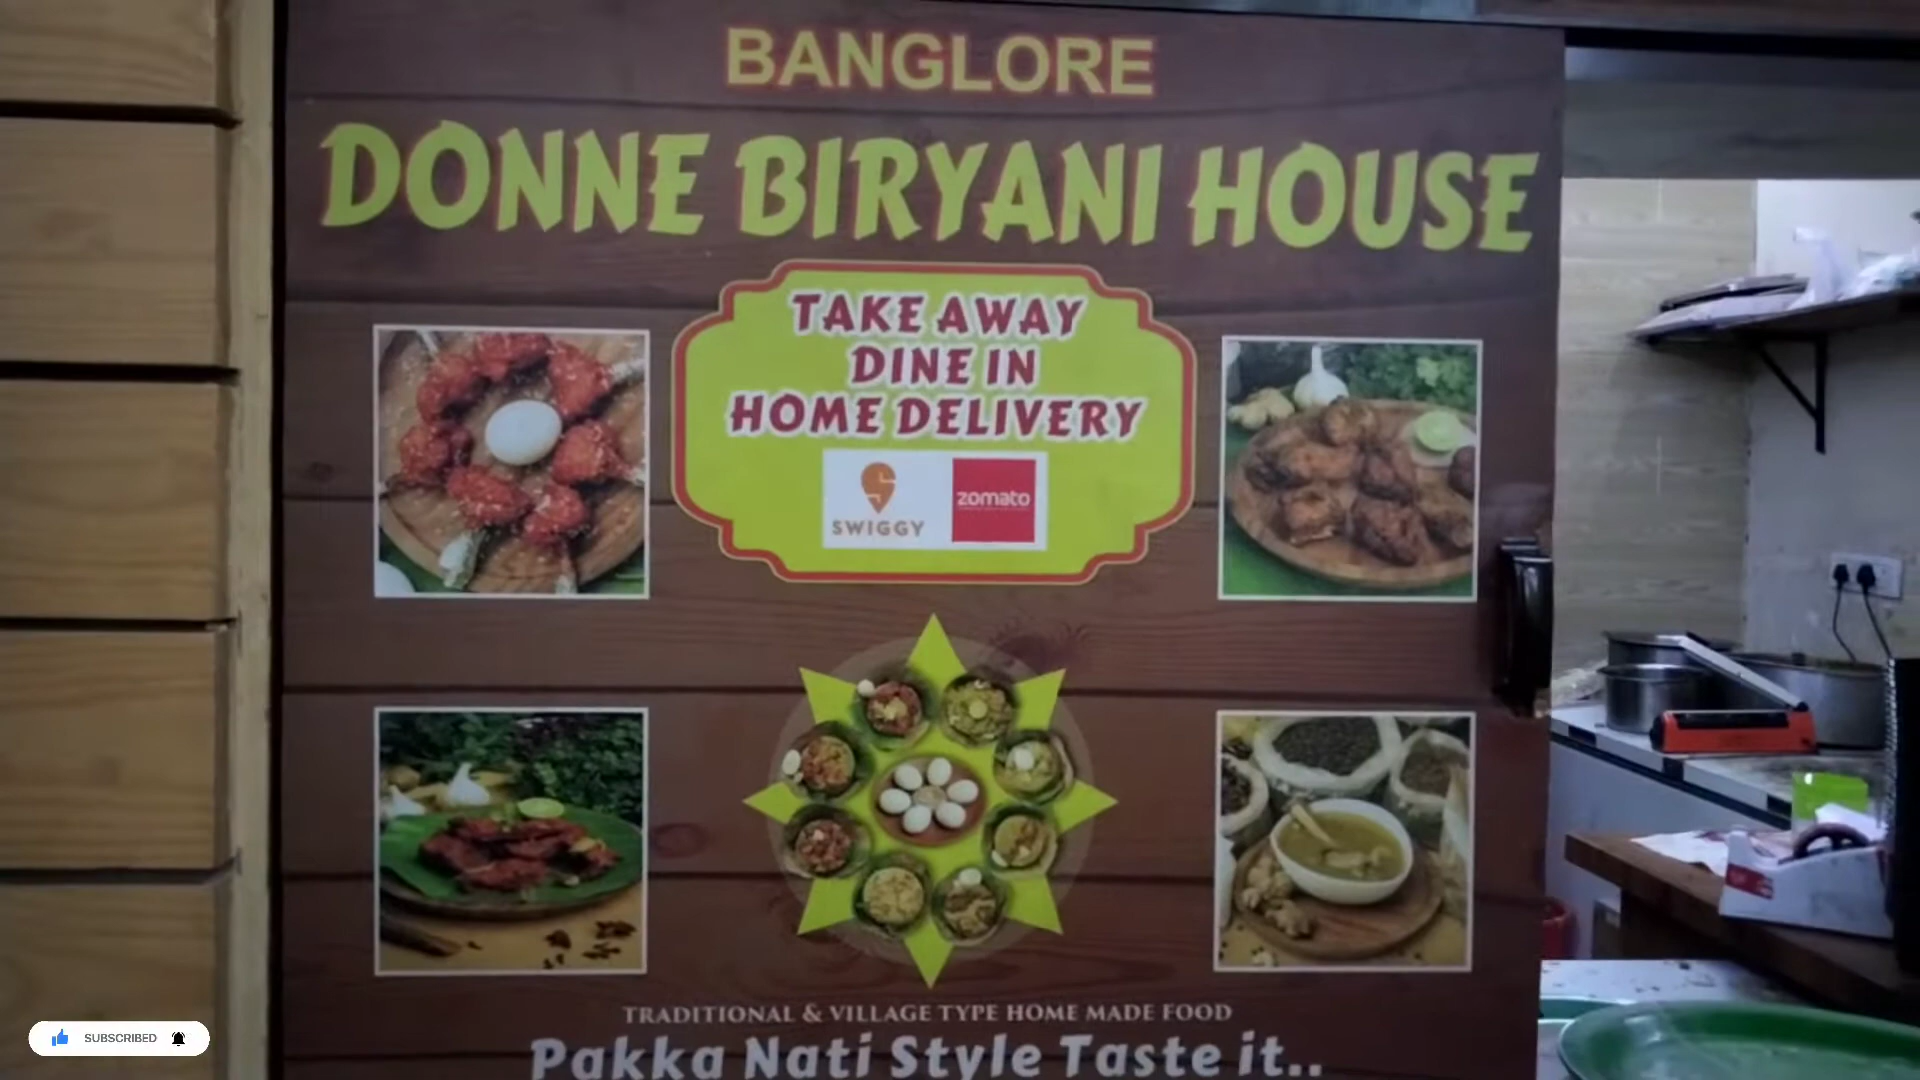 BANGLORE
DONNE BIRYANI HOUSE
TAKE AWAY
DINE IN
HOME DELIVERY
SWIGGY
zomato
TRADITIONAL & VILLAGE TYPE HOME MADE FOOD
Pakka Nati Style Taste it..
SUBSCRIBED